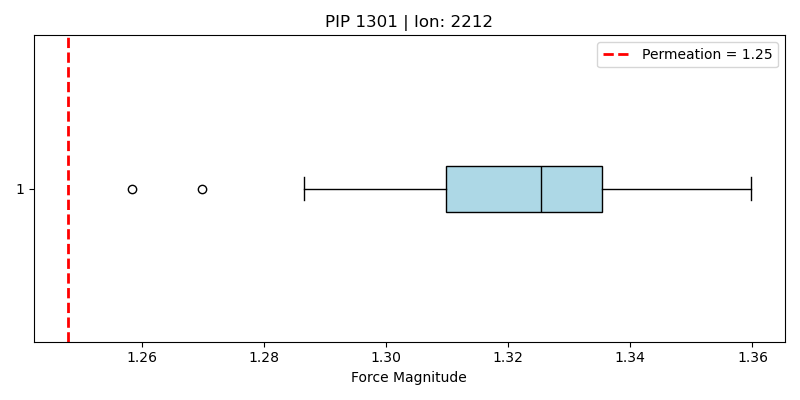 PIP 1301 | Ion: 2212
Permeation = 1.25
1
1.26 1.28 1.30 1.32 1.34 1.36
Force Magnitude